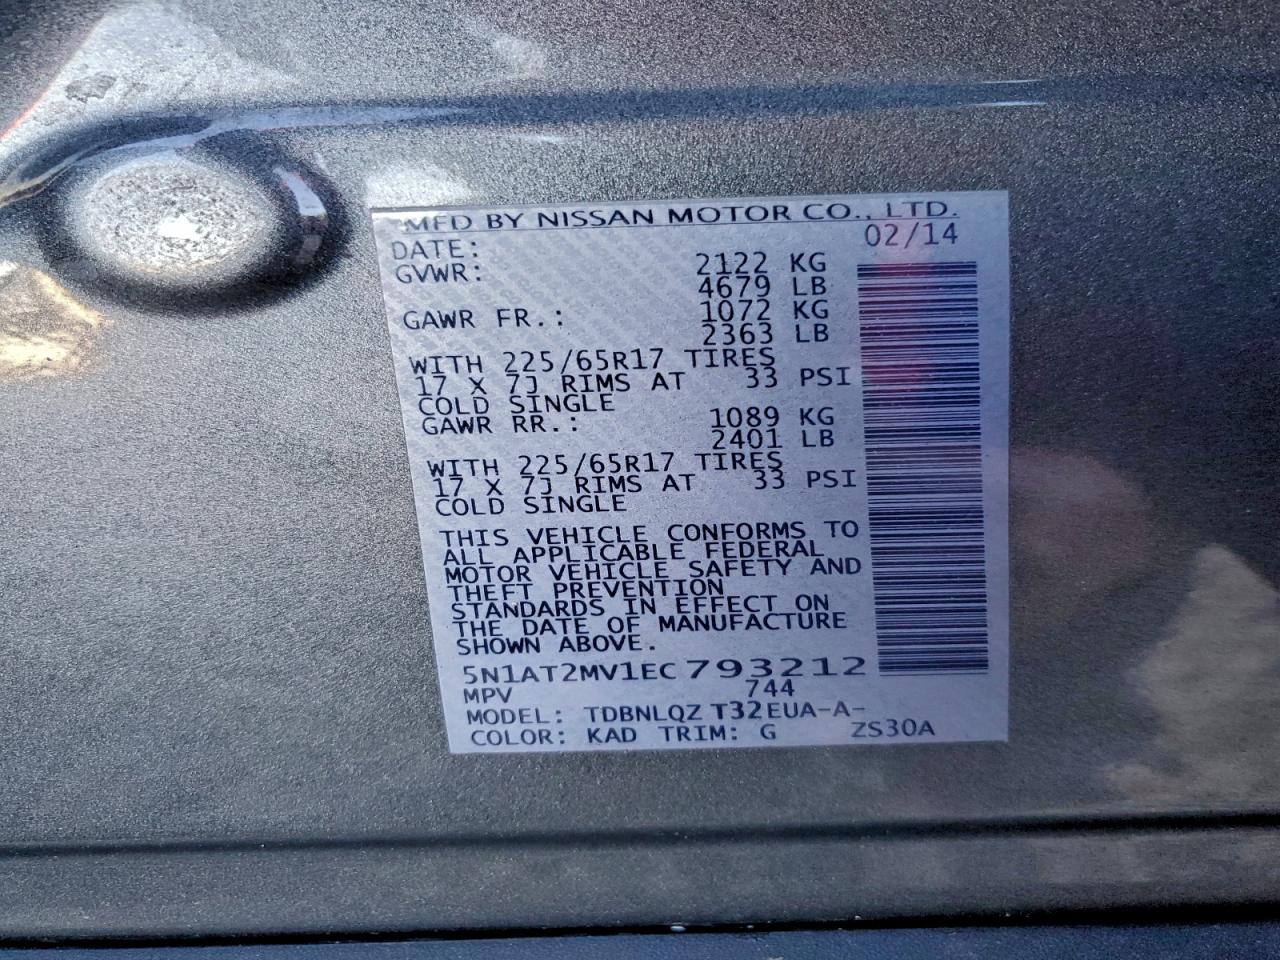 MFD BY NISSAN MOTOR CO., LTD.
DATE: 02/14
GVWR: 2122 KG
4679 LB
GAWR FR.: 1072 KG
2363 LB
WITH 225/65R17 TIRES
17 X 7J RIMS AT 33 PSI
COLD SINGLE
GAWR RR.: 1089 KG
2401 LB
WITH 225/65R17 TIRES
17 X 7J RIMS AT 33 PSI
COLD SINGLE
THIS VEHICLE CONFORMS TO
ALL APPLICABLE FEDERAL
MOTOR VEHICLE SAFETY AND
THEFT PREVENTION
STANDARDS IN EFFECT ON
THE DATE OF MANUFACTURE
SHOWN ABOVE.
5N1AT2MV1EC793212
MPV 744
MODEL: TDBNLQZ T32EUA-A-
COLOR: KAD TRIM: G ZS30A